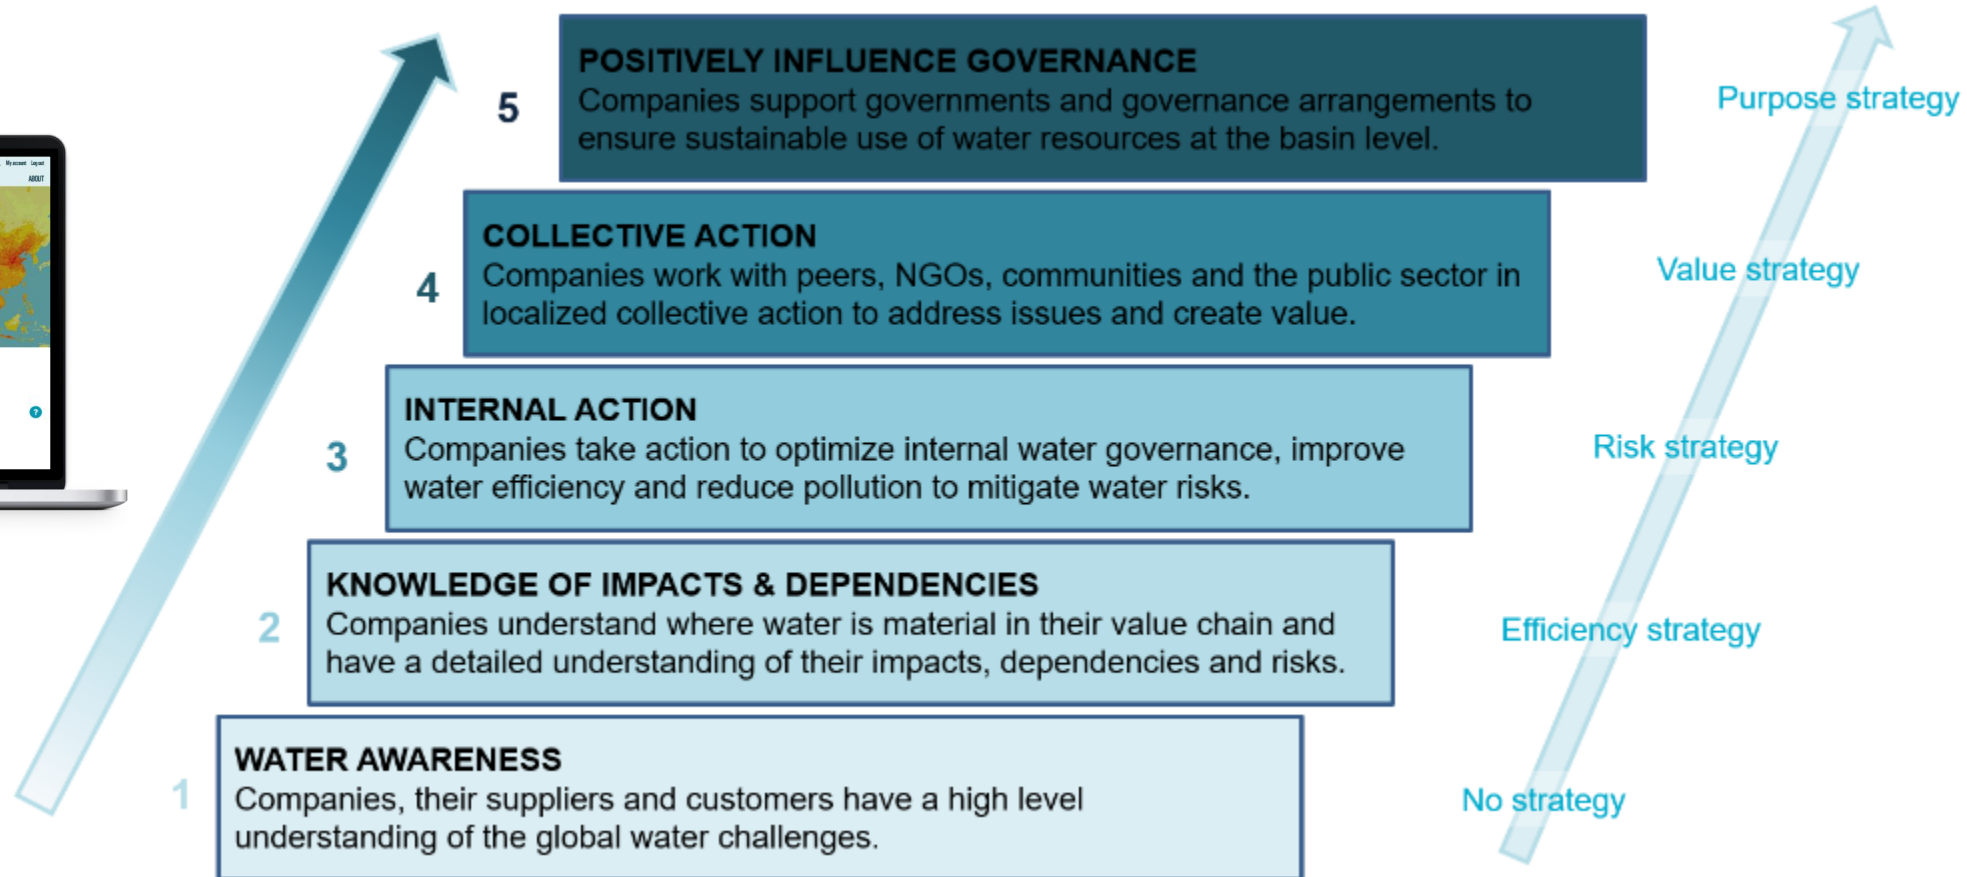 My account Log out
ABOUT
?
5
POSITIVELY INFLUENCE GOVERNANCE
Companies support governments and governance arrangements to
ensure sustainable use of water resources at the basin level.
Purpose strategy
4
COLLECTIVE ACTION
Companies work with peers, NGOs, communities and the public sector in
localized collective action to address issues and create value.
Value strategy
3
INTERNAL ACTION
Companies take action to optimize internal water governance, improve
water efficiency and reduce pollution to mitigate water risks.
Risk strategy
2
KNOWLEDGE OF IMPACTS & DEPENDENCIES
Companies understand where water is material in their value chain and
have a detailed understanding of their impacts, dependencies and risks.
Efficiency strategy
1
WATER AWARENESS
Companies, their suppliers and customers have a high level
understanding of the global water challenges.
No strategy